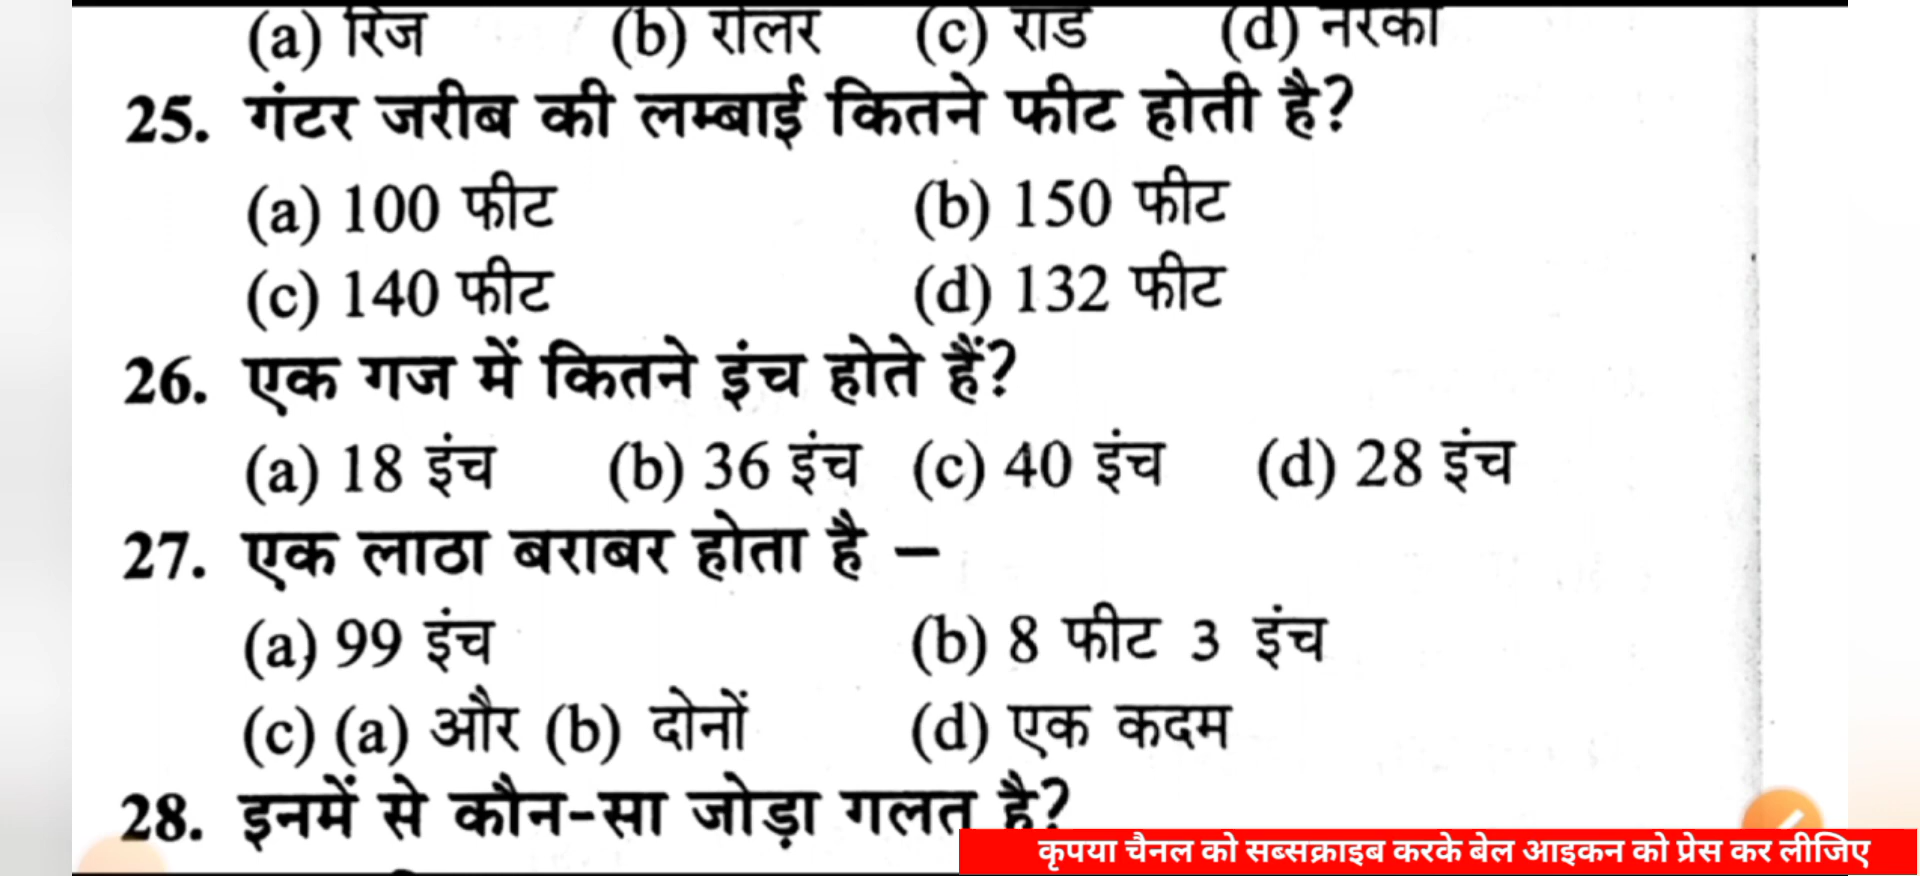 (a) रिंज (b) रोलर (c) रॉड (d) नरेका
25. गंटर जरीब की लम्बाई कितने फीट होती है?
(a) 100 फीट (b) 150 फीट
(c) 140 फीट (d) 132 फीट
26. एक गज में कितने इंच होते हैं?
(a) 18 इंच (b) 36 इंच (c) 40 इंच (d) 28 इंच
27. एक लाठा बराबर होता है –
(a) 99 इंच (b) 8 फीट 3 इंच
(c) (a) और (b) दोनों (d) एक कदम
28. इनमें से कौन-सा जोड़ा गलत है?
कृपया चैनल को सब्सक्राइब करके बेल आइकन को प्रेस कर लीजिए